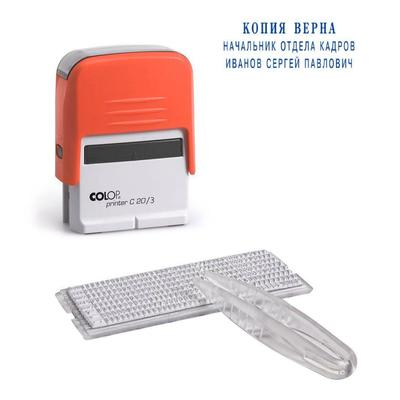 КОПИЯ ВЕРНА
НАЧАЛЬНИК ОТДЕЛА КАДРОВ
ИВАНОВ СЕРГЕЙ ПАВЛОВИЧ
COLOP
printer C 20/3